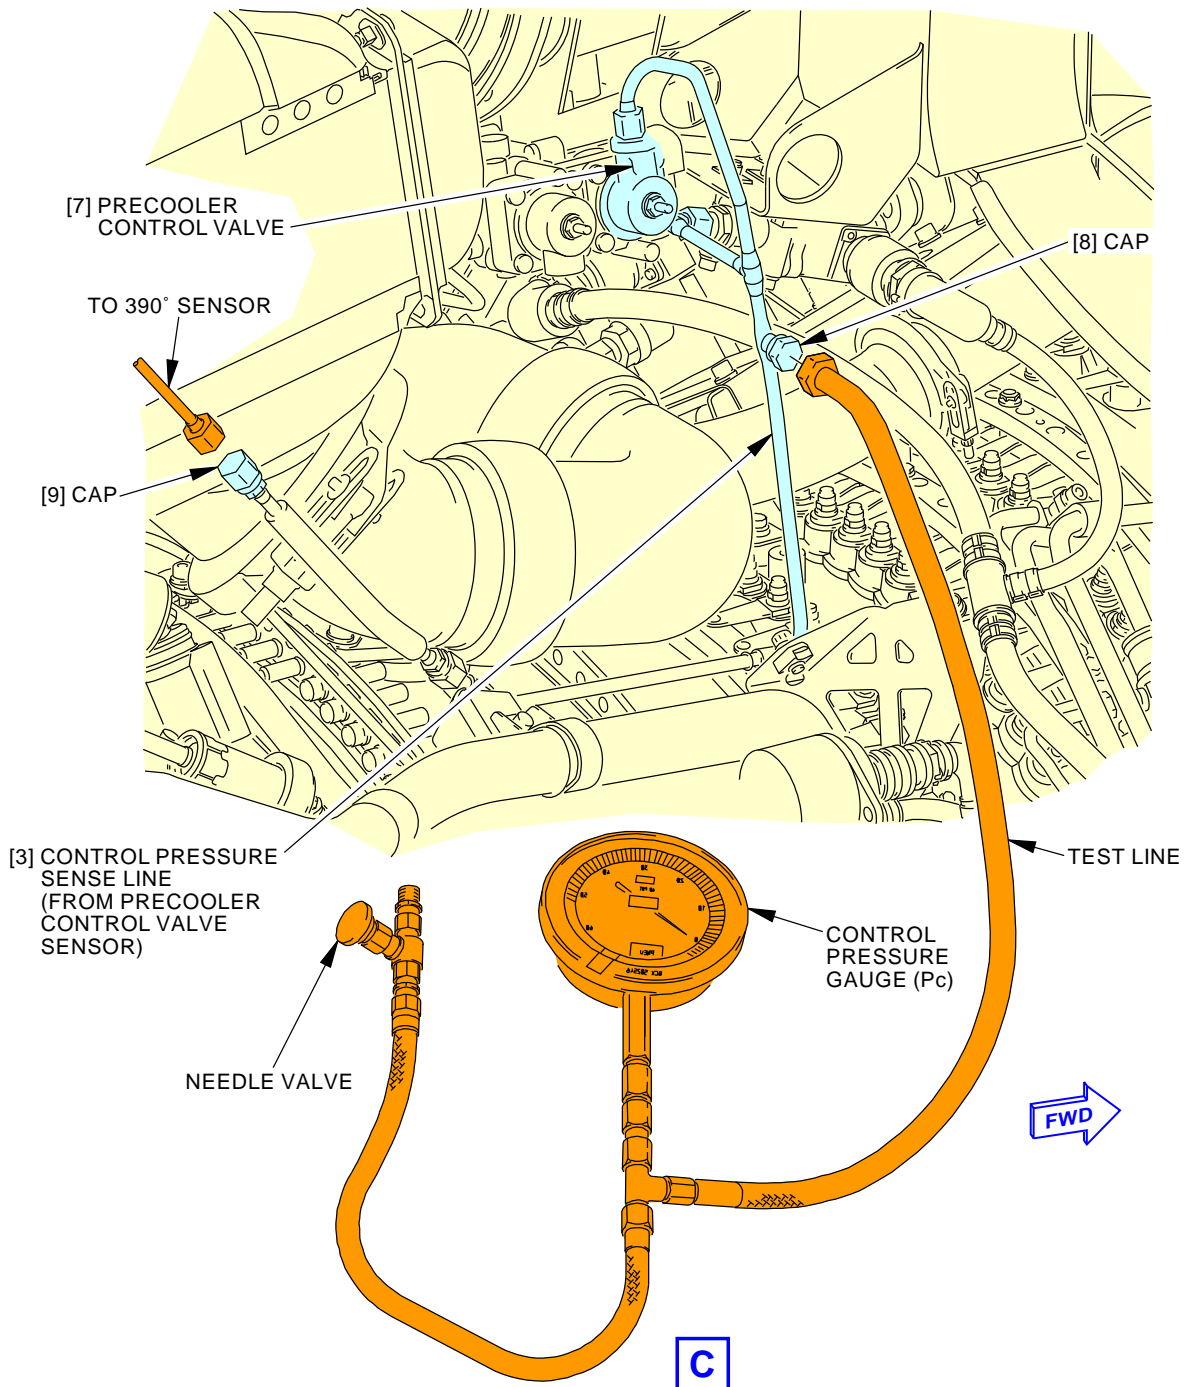 [7] PRECOOLER
CONTROL VALVE
[8] CAP
TO 390° SENSOR
[9] CAP
[3] CONTROL PRESSURE
SENSE LINE
(FROM PRECOOLER
CONTROL VALVE
SENSOR)
TEST LINE
CONTROL
PRESSURE
GAUGE (Pc)
NEEDLE VALVE
FWD
C